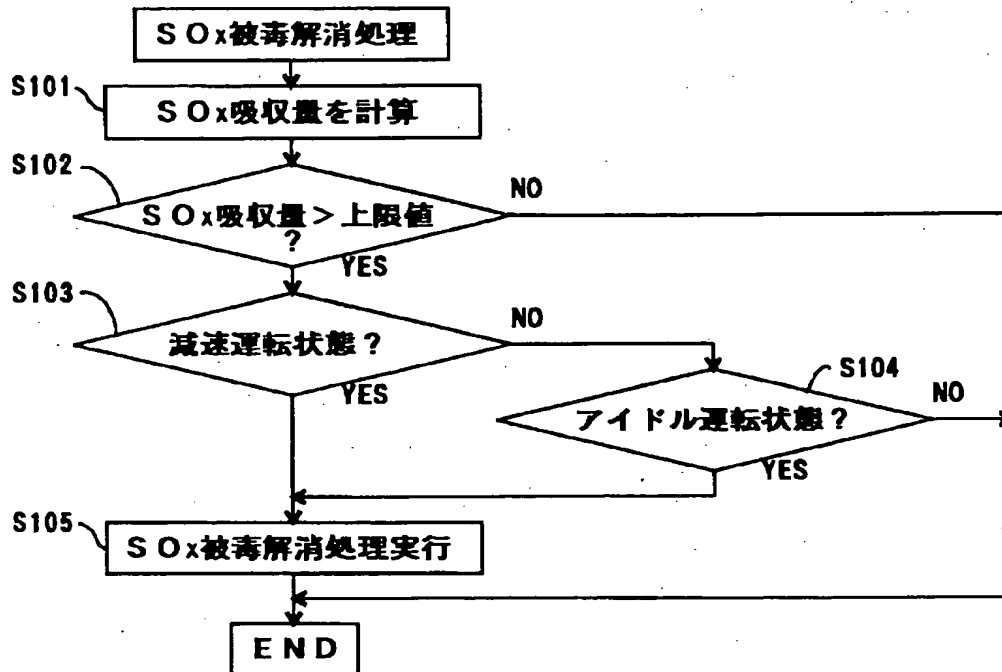 SOx被毒解消処理
S101
SOx吸収量を計算
S102
NO
SOx吸収量>上限値
?
YES
S103
NO
減速運転状態?
YES
S104
NO
アイドル運転状態?
YES
S105
SOx被毒解消処理実行
END